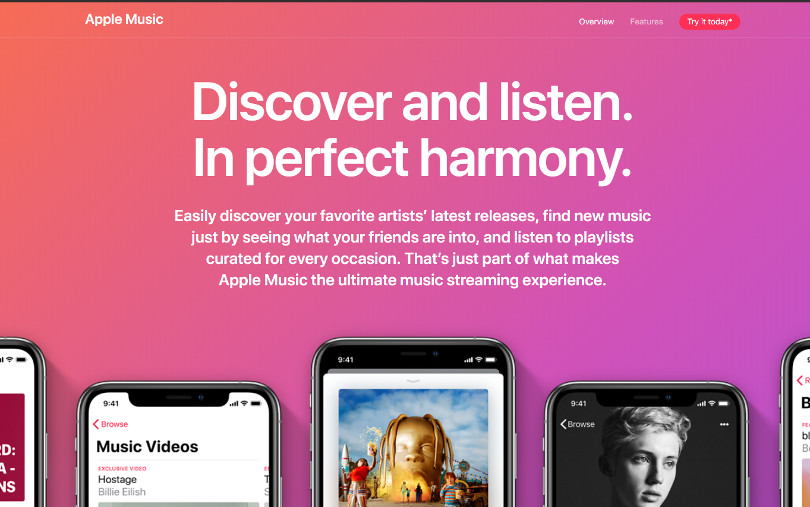 Apple Music
Overview
Features
Try it today*
Discover and listen.
In perfect harmony.
Easily discover your favorite artists’ latest releases, find new music
just by seeing what your friends are into, and listen to playlists
curated for every occasion. That’s just part of what makes
Apple Music the ultimate music streaming experience.
RD:
A -
NS
9:41
Browse
Music Videos
EXCLUSIVE VIDEO
Hostage
Billie Eilish
9:41
9:41
Browse
B
bl